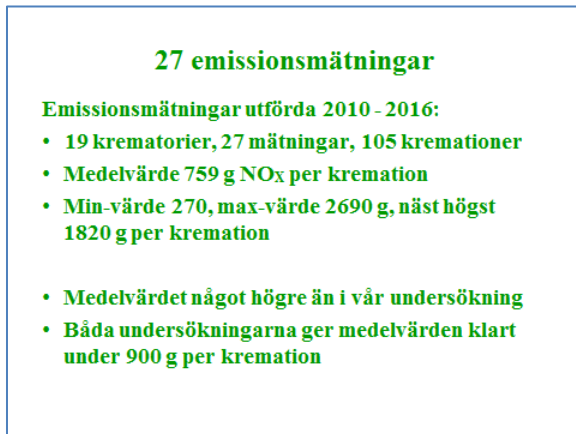 27 emissionsmätningar
Emissionsmätningar utförda 2010 - 2016:
• 19 krematorier, 27 mätningar, 105 kremationer
• Medelvärde 759 g NOX per kremation
• Min-värde 270, max-värde 2690 g, näst högst
1820 g per kremation
• Medelvärdet något högre än i vår undersökning
• Båda undersökningarna ger medelvärden klart
under 900 g per kremation